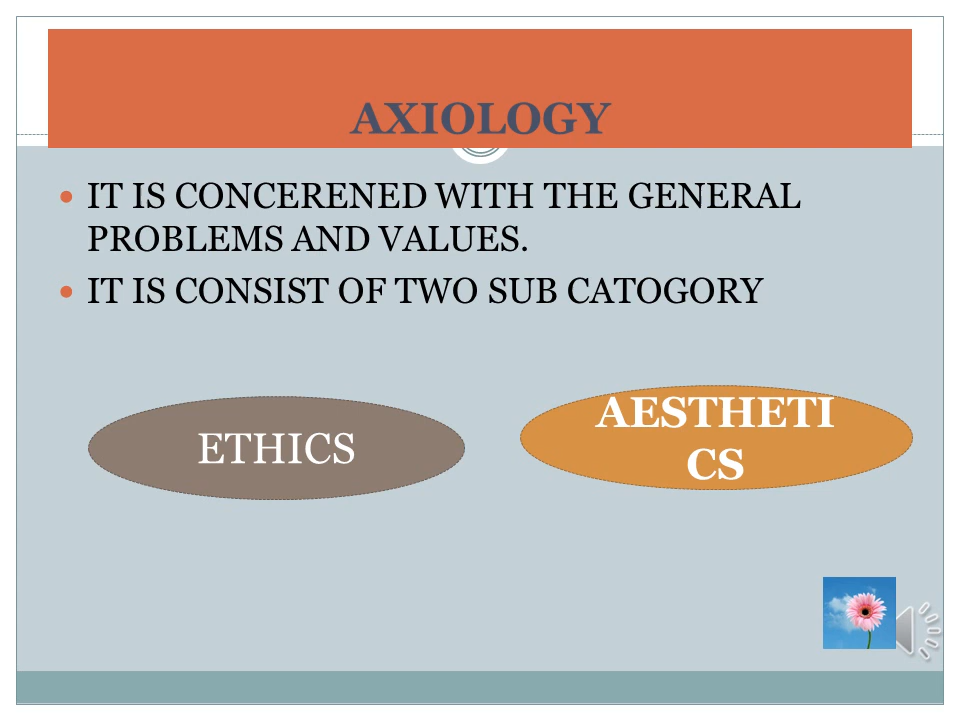 AXIOLOGY
• IT IS CONCERENED WITH THE GENERAL
PROBLEMS AND VALUES.
• IT IS CONSIST OF TWO SUB CATOGORY
ETHICS
AESTHETI
CS